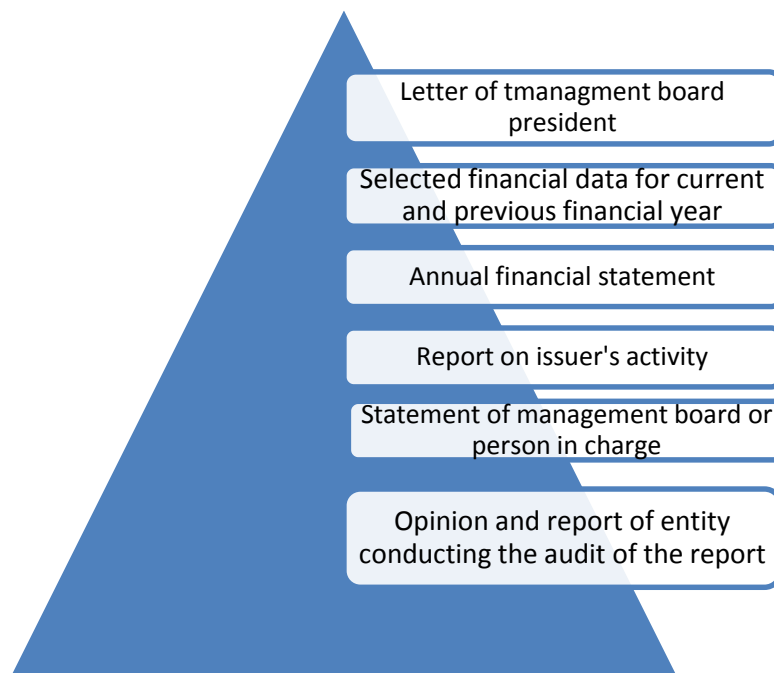 Letter of tmanagment board
president
Selected financial data for current
and previous financial year
Annual financial statement
Report on issuer's activity
Statement of management board or
person in charge
Opinion and report of entity
conducting the audit of the report